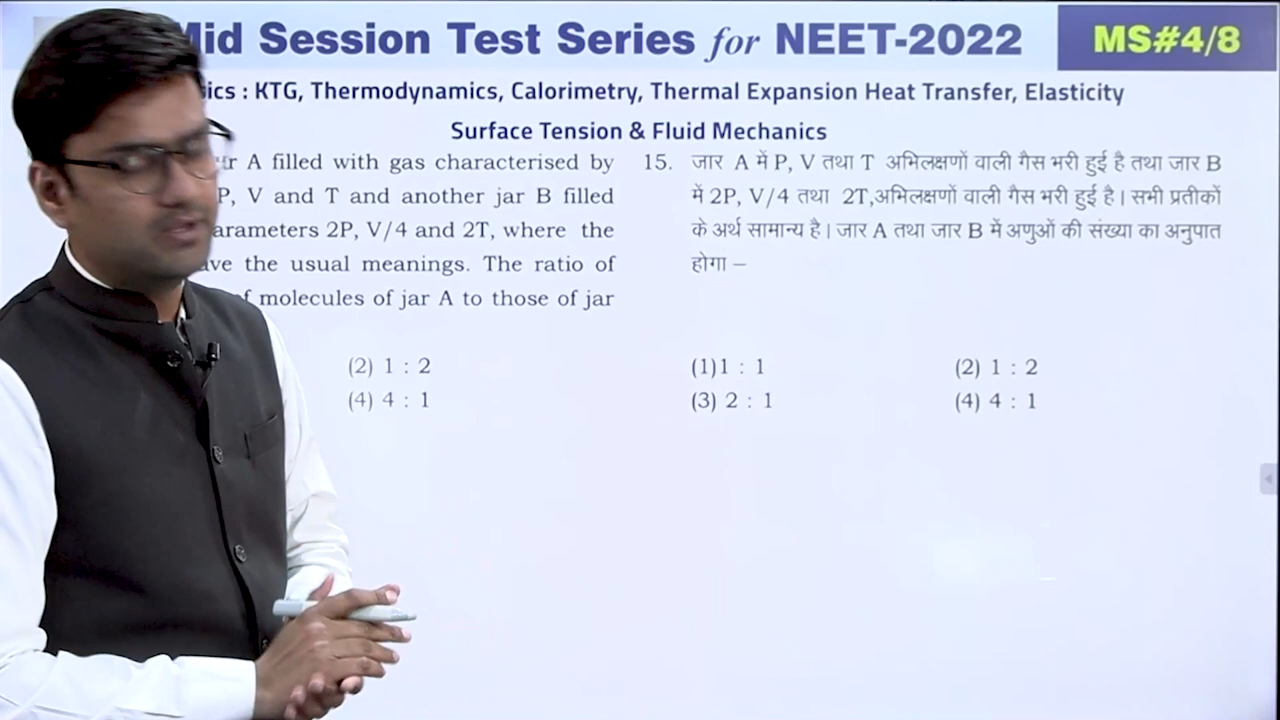 Mid Session Test Series for NEET-2022
MS#4/8
: KTG, Thermodynamics, Calorimetry, Thermal Expansion Heat Transfer, Elasticity
Surface Tension & Fluid Mechanics
A filled with gas characterised by
P, V and T and another jar B filled
2P, V/4 and 2T, where the
the usual meanings. The ratio of
of molecules of jar A to those of jar
(2) 1 : 2
(4) 4 : 1
15. जार A में P, V तथा T अभिलक्षणों वाली गैस भरी हुई है तथा जार B
में 2P, V/4 तथा 2T,अभिलक्षणों वाली गैस भरी हुई है। सभी प्रतीकों
के अर्थ सामान्य है। जार A तथा जार B में अणुओं की संख्या का अनुपात
होगा –
(1)1 : 1 (2) 1 : 2
(3) 2 : 1 (4) 4 : 1